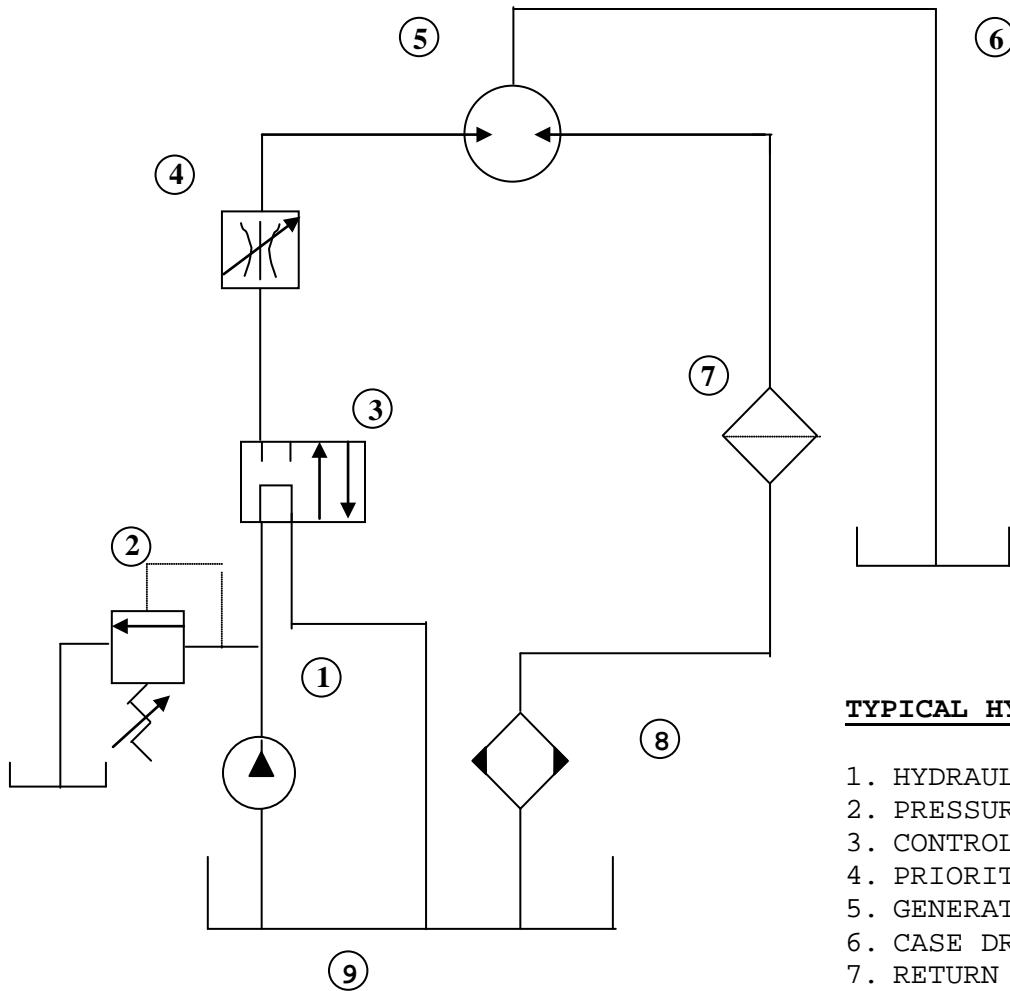 5
6
4
3
7
2
1
8
9
TYPICAL HY
1. HYDRAUL
2. PRESSUR
3. CONTROL
4. PRIORIT
5. GENERAT
6. CASE DR
7. RETURN